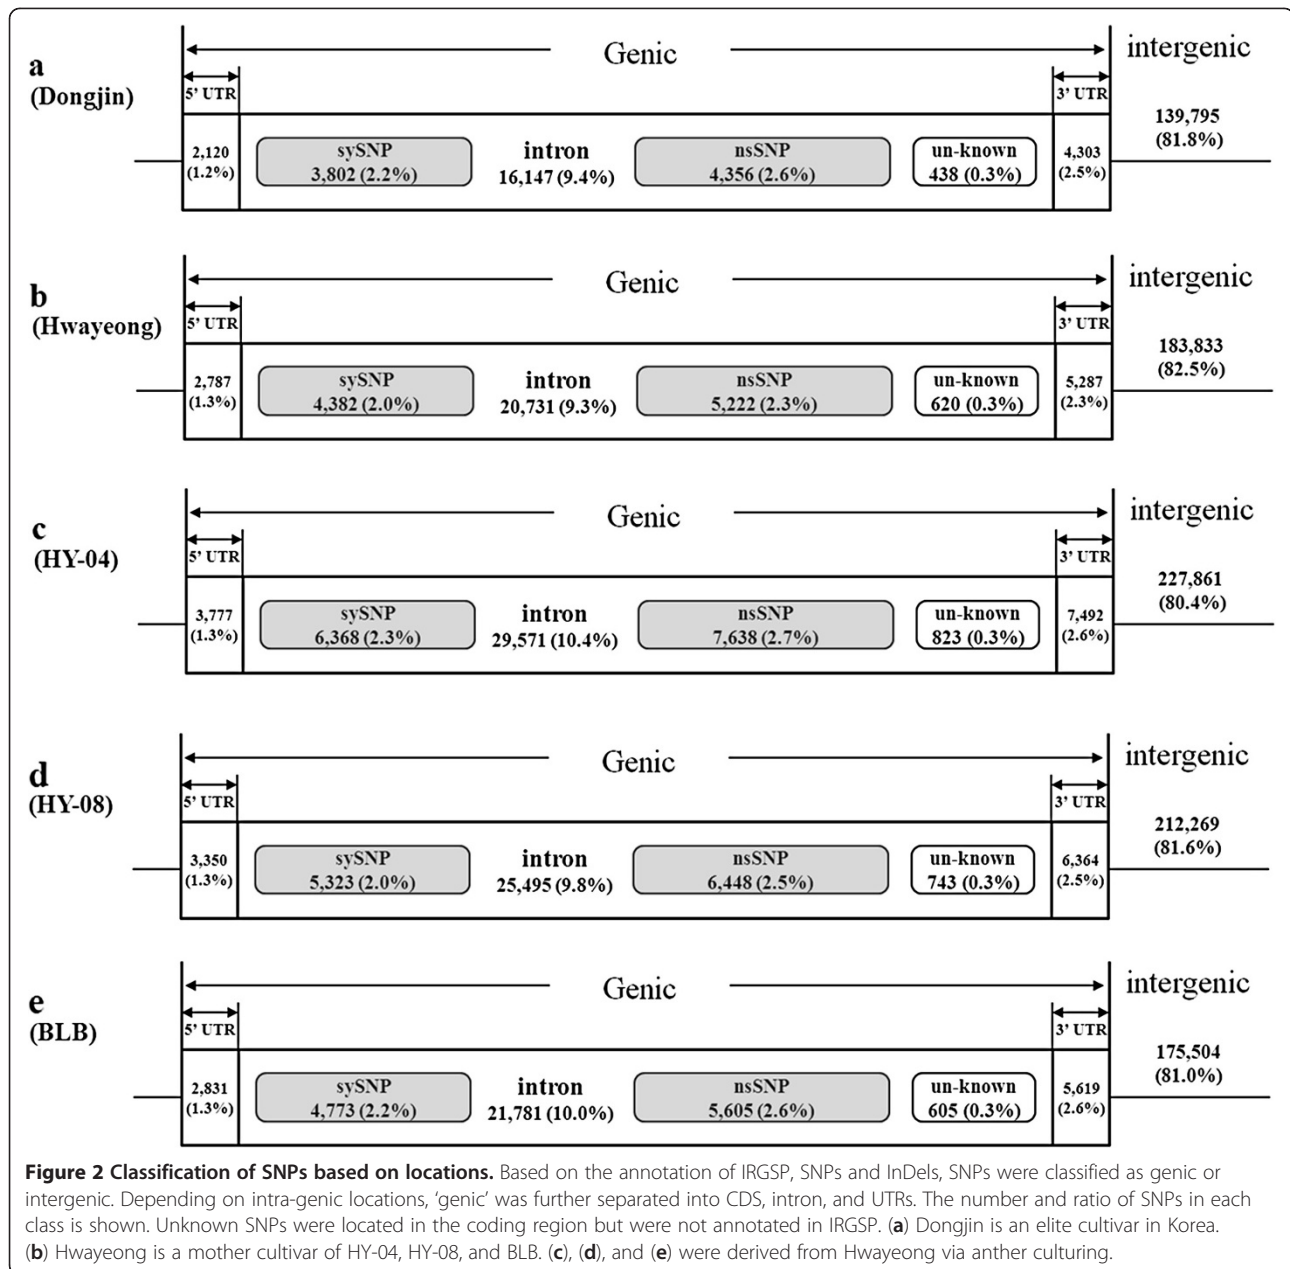 Genic
intergenic
a
(Dongjin)
5' UTR
3' UTR
139,795
(81.8%)
2,120
(1.2%)
sySNP
3,802 (2.2%)
intron
16,147 (9.4%)
nsSNP
4,356 (2.6%)
un-known
438 (0.3%)
4,303
(2.5%)
Genic
intergenic
b
(Hwayeong)
5' UTR
3' UTR
183,833
(82.5%)
2,787
(1.3%)
sySNP
4,382 (2.0%)
intron
20,731 (9.3%)
nsSNP
5,222 (2.3%)
un-known
620 (0.3%)
5,287
(2.3%)
Genic
intergenic
c
(HY-04)
5' UTR
3' UTR
227,861
(80.4%)
3,777
(1.3%)
sySNP
6,368 (2.3%)
intron
29,571 (10.4%)
nsSNP
7,638 (2.7%)
un-known
823 (0.3%)
7,492
(2.6%)
Genic
intergenic
d
(HY-08)
5' UTR
3' UTR
212,269
(81.6%)
3,350
(1.3%)
sySNP
5,323 (2.0%)
intron
25,495 (9.8%)
nsSNP
6,448 (2.5%)
un-known
743 (0.3%)
6,364
(2.5%)
Genic
intergenic
e
(BLB)
5' UTR
3' UTR
175,504
(81.0%)
2,831
(1.3%)
sySNP
4,773 (2.2%)
intron
21,781 (10.0%)
nsSNP
5,605 (2.6%)
un-known
605 (0.3%)
5,619
(2.6%)
Figure 2 Classification of SNPs based on locations. Based on the annotation of IRGSP, SNPs and InDels, SNPs were classified as genic or
intergenic. Depending on intra-genic locations, 'genic' was further separated into CDS, intron, and UTRs. The number and ratio of SNPs in each
class is shown. Unknown SNPs were located in the coding region but were not annotated in IRGSP. (a) Dongjin is an elite cultivar in Korea.
(b) Hwayeong is a mother cultivar of HY-04, HY-08, and BLB. (c), (d), and (e) were derived from Hwayeong via anther culturing.